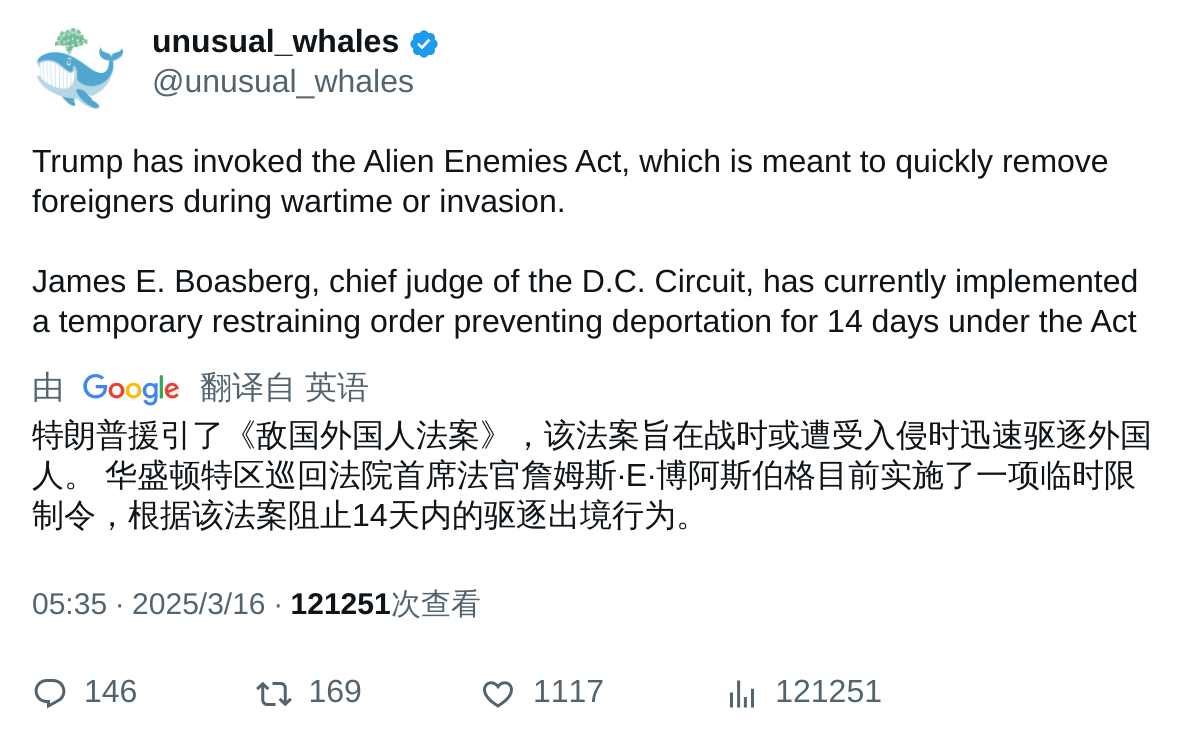 unusual_whales
@unusual_whales
Trump has invoked the Alien Enemies Act, which is meant to quickly remove
foreigners during wartime or invasion.
James E. Boasberg, chief judge of the D.C. Circuit, has currently implemented
a temporary restraining order preventing deportation for 14 days under the Act
由 Google 翻译自 英语
特朗普援引了《敌国外国人法案》，该法案旨在战时或遭受入侵时迅速驱逐外国
人。 华盛顿特区巡回法院首席法官詹姆斯·E·博阿斯伯格目前实施了一项临时限
制令，根据该法案阻止14天内的驱逐出境行为。
05:35 · 2025/3/16 · 121251次查看
146 169 1117 121251